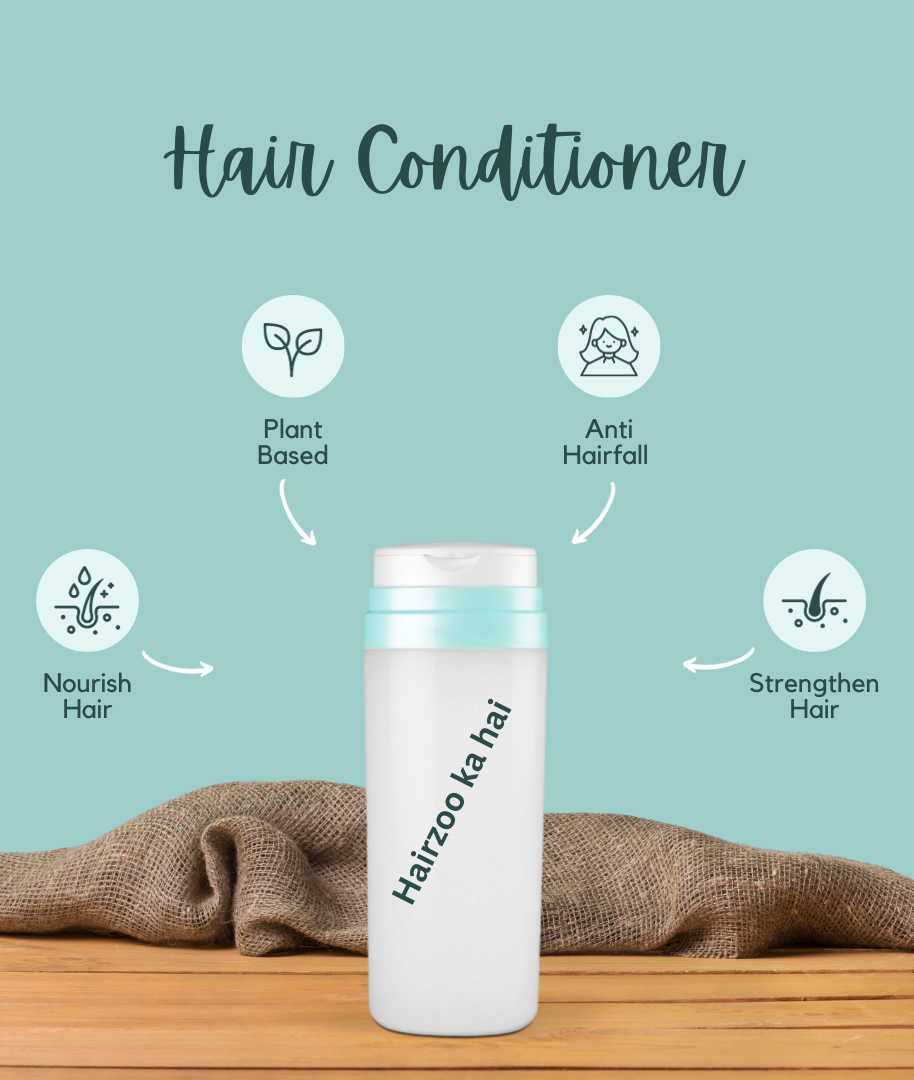 Hair Conditioner
Plant
Based
Anti
Hairfall
Nourish
Hair
Strengthen
Hair
Hairzoo ka hai